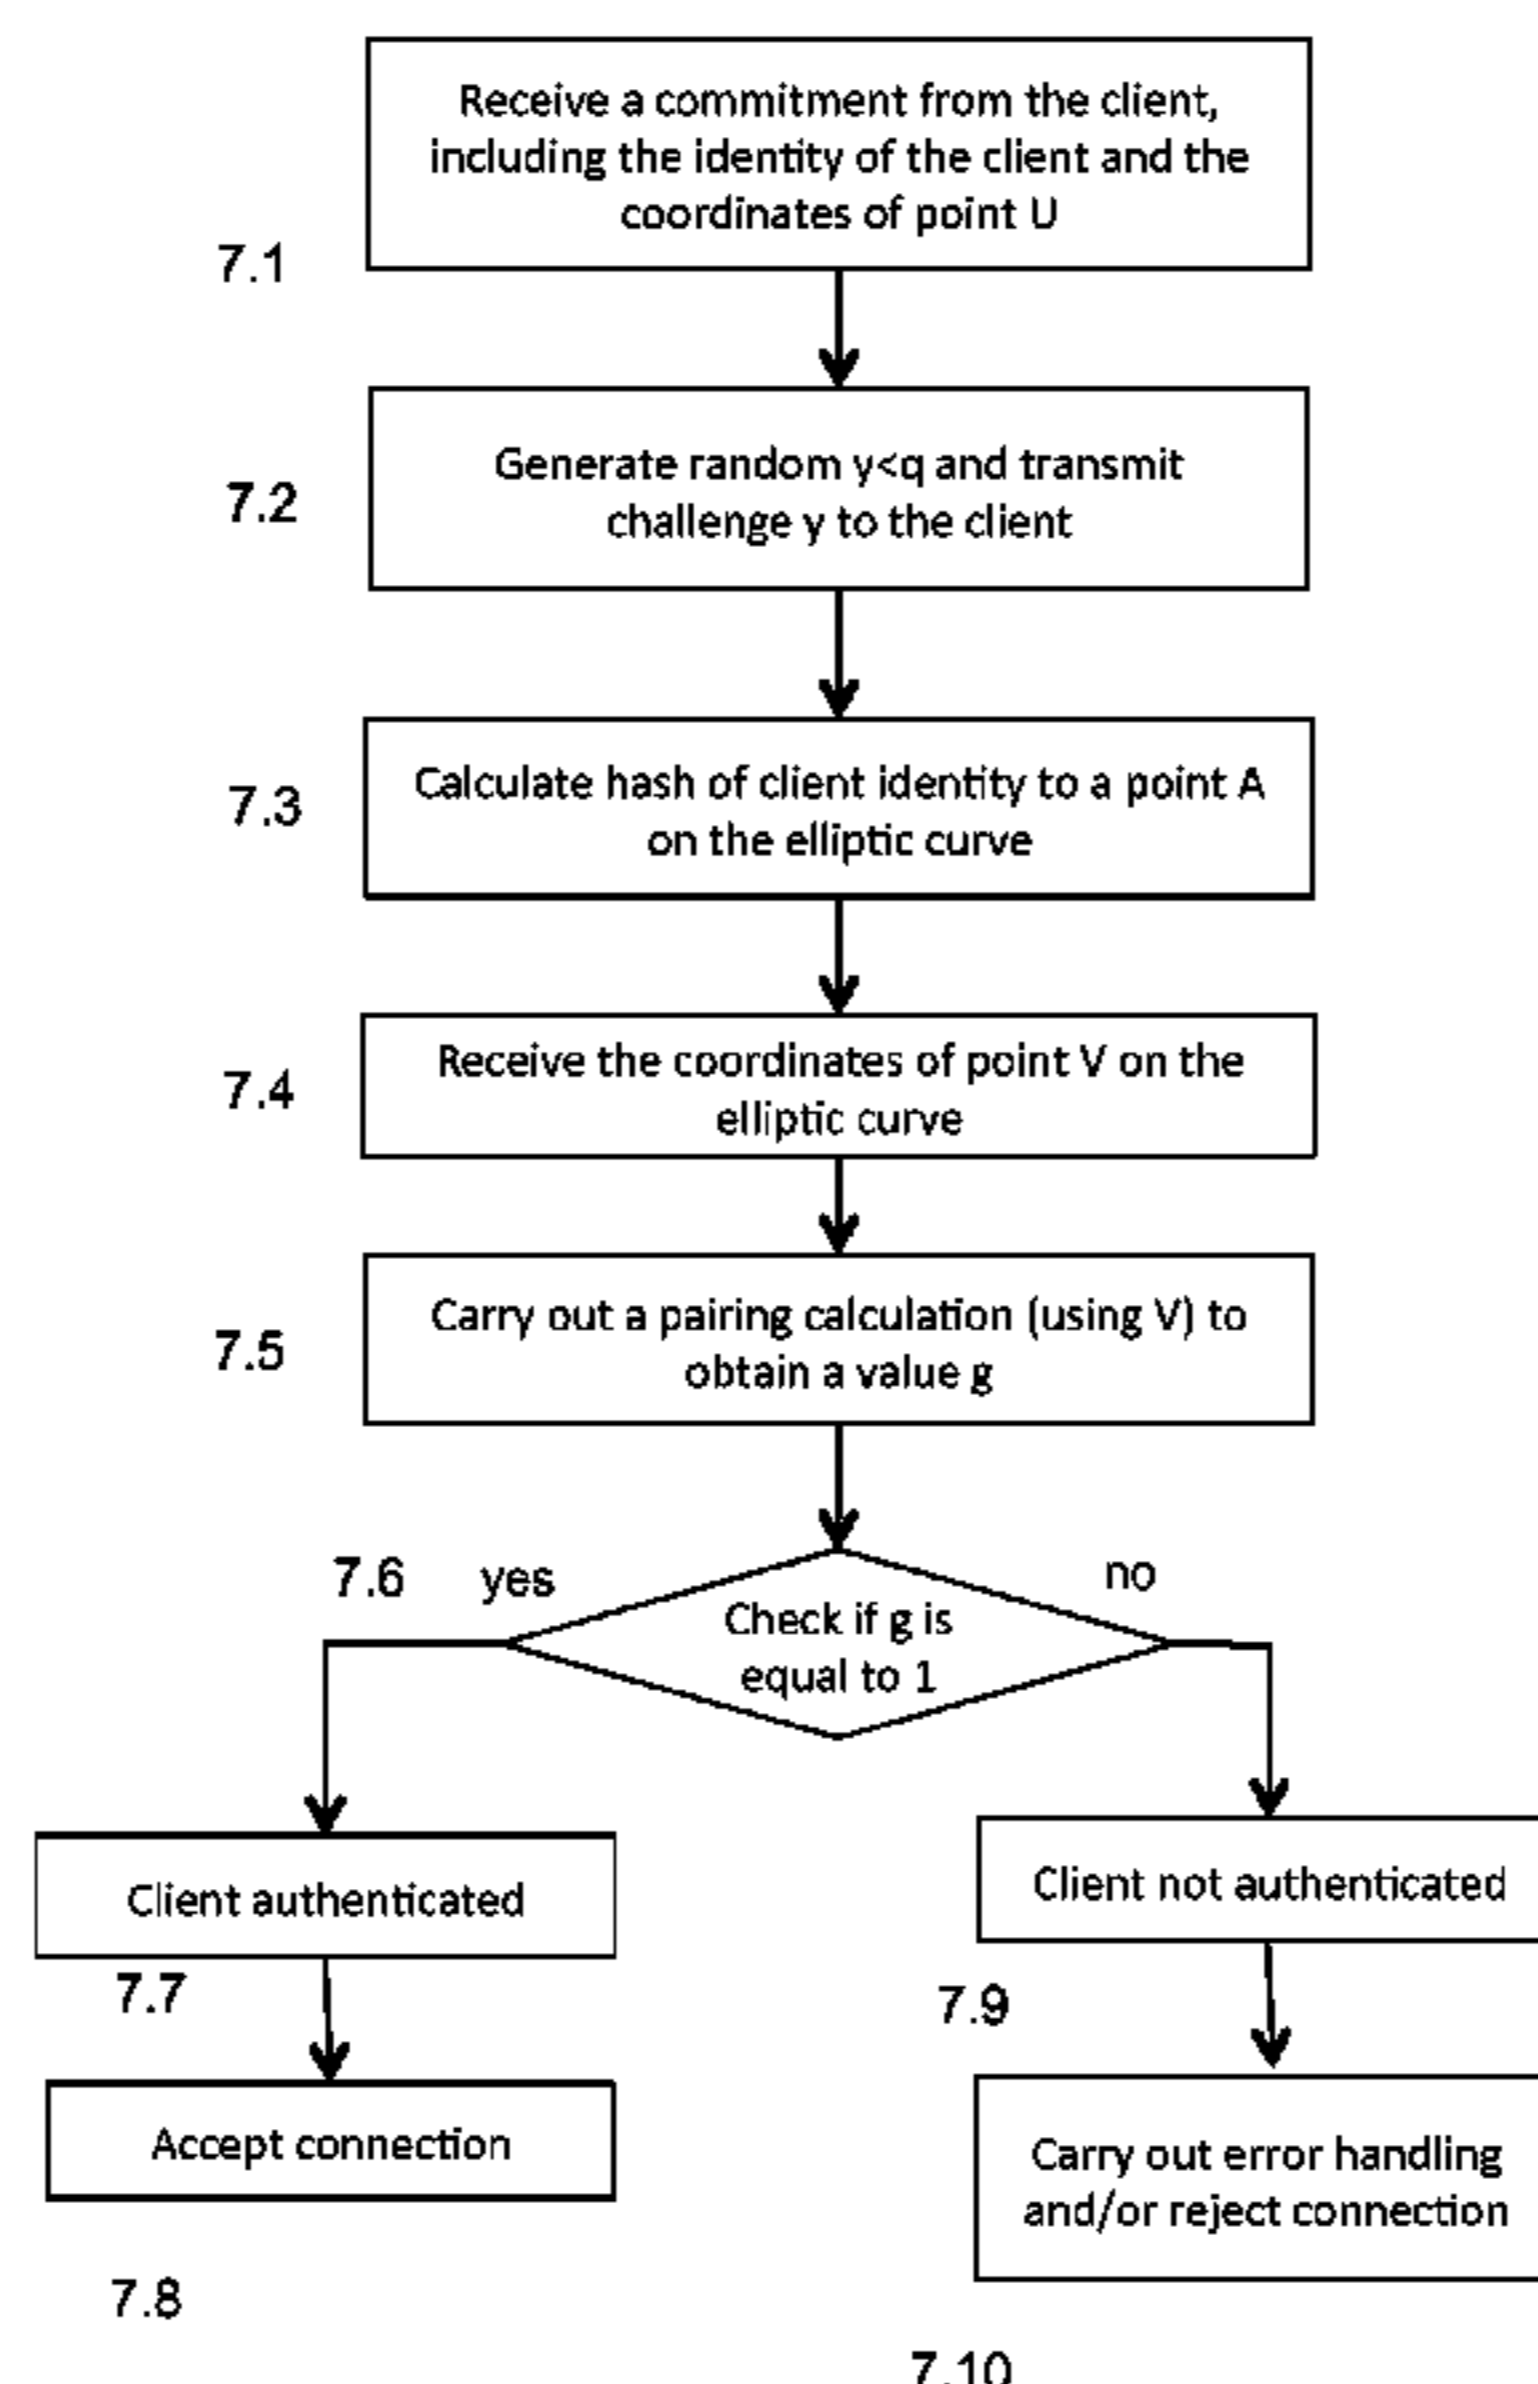 Receive a commitment from the client,
including the identity of the client and the
coordinates of point U
7.1
Generate random y<q and transmit
challenge y to the client
7.2
Calculate hash of client identity to a point A
on the elliptic curve
7.3
Receive the coordinates of point V on the
elliptic curve
7.4
Carry out a pairing calculation (using V) to
obtain a value g
7.5
7.6
yes
no
Check if g is
equal to 1
Client authenticated
7.7
Accept connection
7.8
Client not authenticated
7.9
Carry out error handling
and/or reject connection
7.10